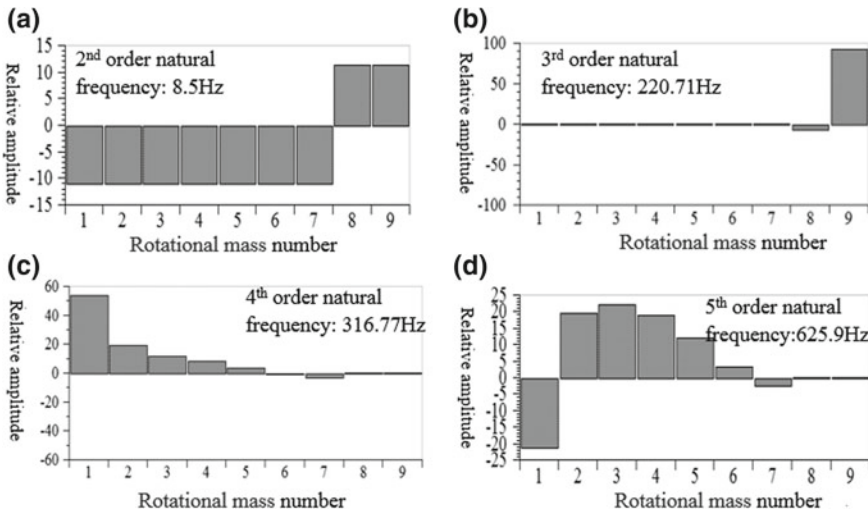 (a)
2nd order natural
frequency: 8.5Hz
Relative amplitude
15
10
5
0
-5
-10
-15
1 2 3 4 5 6 7 8 9
Rotational mass number
(b)
3rd order natural
frequency: 220.71Hz
Relative amplitude
100
50
0
-50
-100
1 2 3 4 5 6 7 8 9
Rotational mass number
(c)
4th order natural
frequency: 316.77Hz
Relative amplitude
60
40
20
0
-20
-40
-60
1 2 3 4 5 6 7 8 9
Rotational mass number
(d)
5th order natural
frequency:625.9Hz
Relative amplitude
25
20
15
10
5
0
-5
-10
-15
-20
-25
1 2 3 4 5 6 7 8 9
Rotational mass number